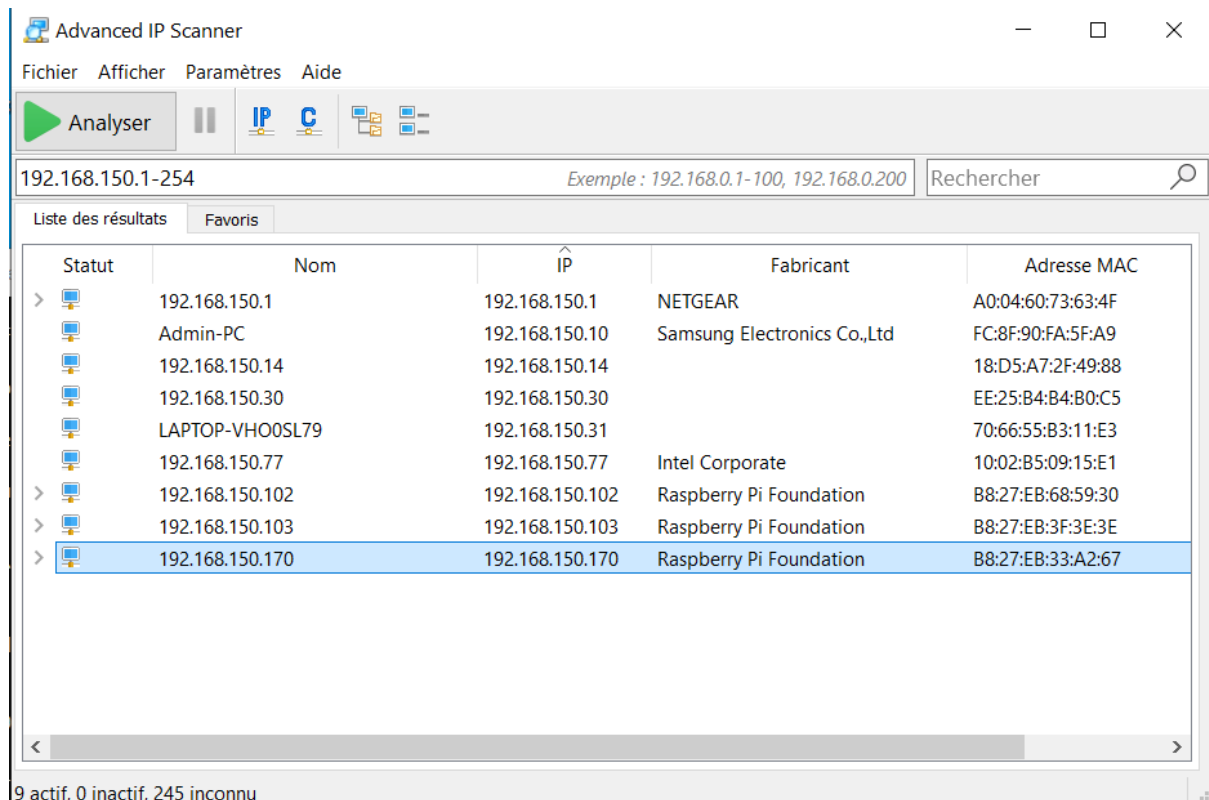 Advanced IP Scanner
Fichier Afficher Paramètres Aide
Analyser IP C
192.168.150.1-254 Exemple : 192.168.0.1-100, 192.168.0.200 Rechercher
Liste des résultats Favoris
Statut Nom IP Fabricant Adresse MAC
192.168.150.1 192.168.150.1 NETGEAR A0:04:60:73:63:4F
Admin-PC 192.168.150.10 Samsung Electronics Co.,Ltd FC:8F:90:FA:5F:A9
192.168.150.14 192.168.150.14 18:D5:A7:2F:49:88
192.168.150.30 192.168.150.30 EE:25:B4:B4:B0:C5
LAPTOP-VHO0SL79 192.168.150.31 70:66:55:B3:11:E3
192.168.150.77 192.168.150.77 Intel Corporate 10:02:B5:09:15:E1
192.168.150.102 192.168.150.102 Raspberry Pi Foundation B8:27:EB:68:59:30
192.168.150.103 192.168.150.103 Raspberry Pi Foundation B8:27:EB:3F:3E:3E
192.168.150.170 192.168.150.170 Raspberry Pi Foundation B8:27:EB:33:A2:67
9 actif, 0 inactif, 245 inconnu